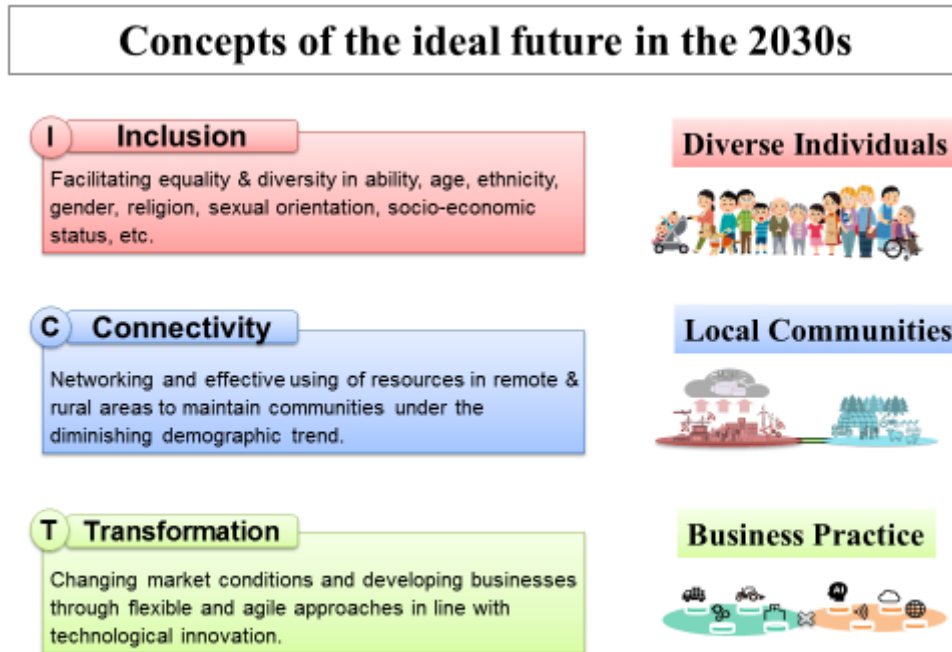 Concepts of the ideal future in the 2030s
I Inclusion
Facilitating equality & diversity in ability, age, ethnicity,
gender, religion, sexual orientation, socio-economic
status, etc.
Diverse Individuals
C Connectivity
Networking and effective using of resources in remote &
rural areas to maintain communities under the
diminishing demographic trend.
Local Communities
T Transformation
Changing market conditions and developing businesses
through flexible and agile approaches in line with
technological innovation.
Business Practice
AI